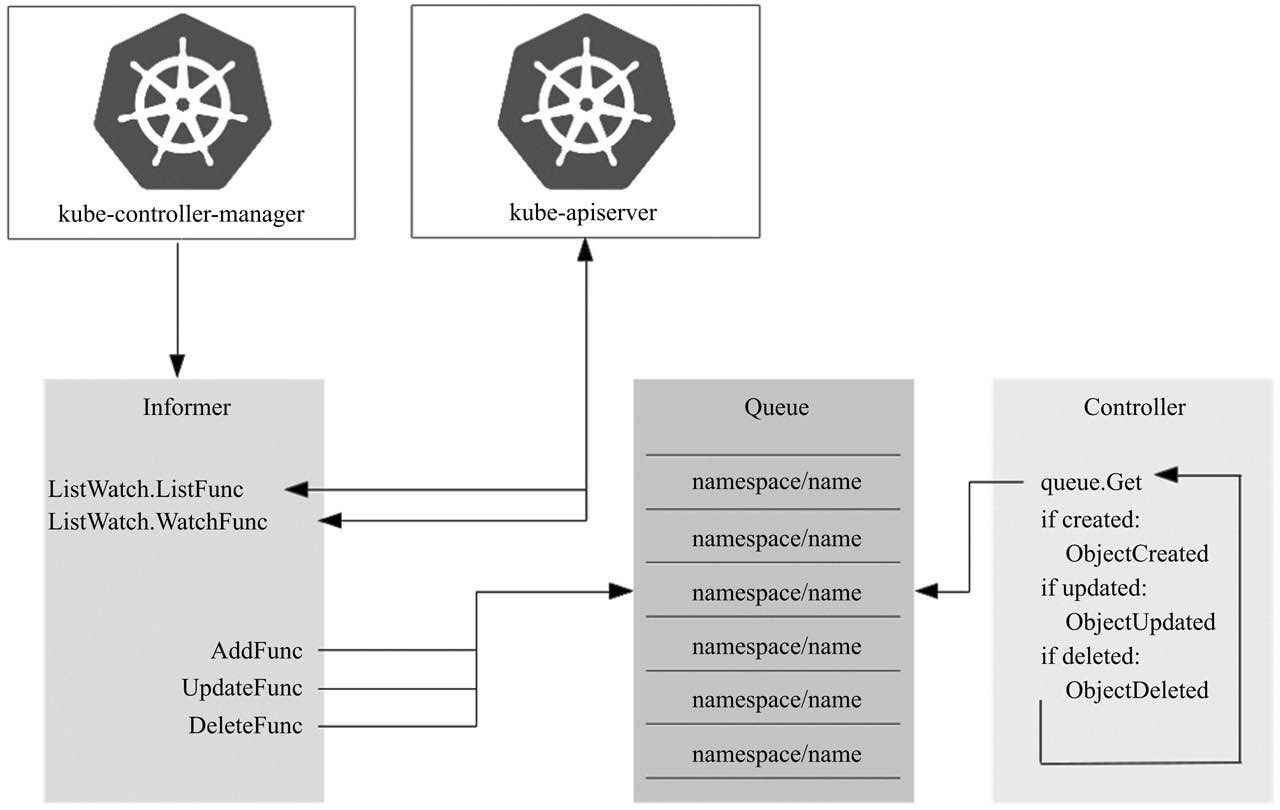 kube-controller-manager
kube-apiserver
Informer
ListWatch.ListFunc
ListWatch.WatchFunc
AddFunc
UpdateFunc
DeleteFunc
Queue
namespace/name
namespace/name
namespace/name
namespace/name
namespace/name
namespace/name
Controller
queue.Get
if created:
ObjectCreated
if updated:
ObjectUpdated
if deleted:
ObjectDeleted